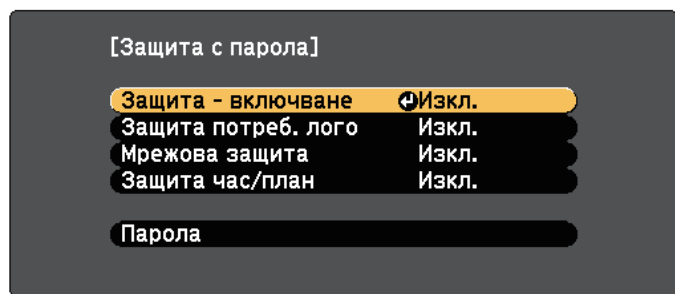 [Защита с парола]
Защита - включване Изкл.
Защита потреб. лого Изкл.
Мрежова защита Изкл.
Защита час/план Изкл.
Парола